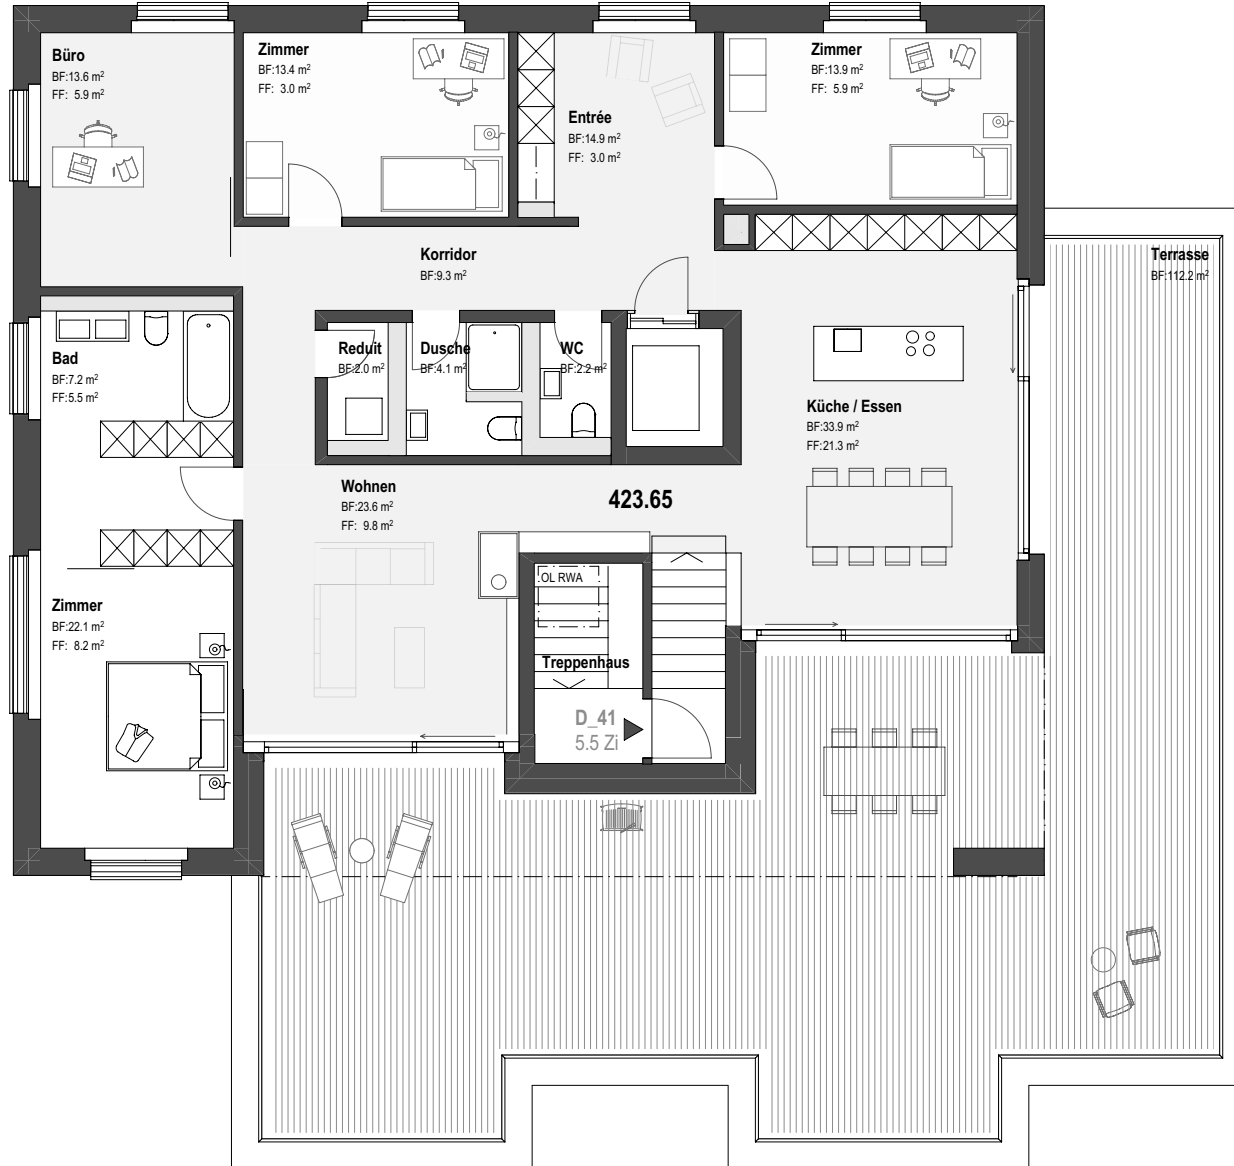 Büro
BF:13.6 m²
FF: 5.9 m²
Zimmer
BF:13.4 m²
FF: 3.0 m²
Entrée
BF:14.9 m²
FF: 3.0 m²
Zimmer
BF:13.9 m²
FF: 5.9 m²
Korridor
BF:9.3 m²
Terrasse
BF:112.2 m²
Bad
BF:7.2 m²
FF:5.5 m²
Reduit
BF:2.0 m²
Dusche
BF:4.1 m²
WC
BF:2.2 m²
Küche / Essen
BF:33.9 m²
FF:21.3 m²
Wohnen
BF:23.6 m²
FF: 9.8 m²
423.65
OL RWA
Zimmer
BF:22.1 m²
FF: 8.2 m²
Treppenhaus
D_41
5.5 Zi